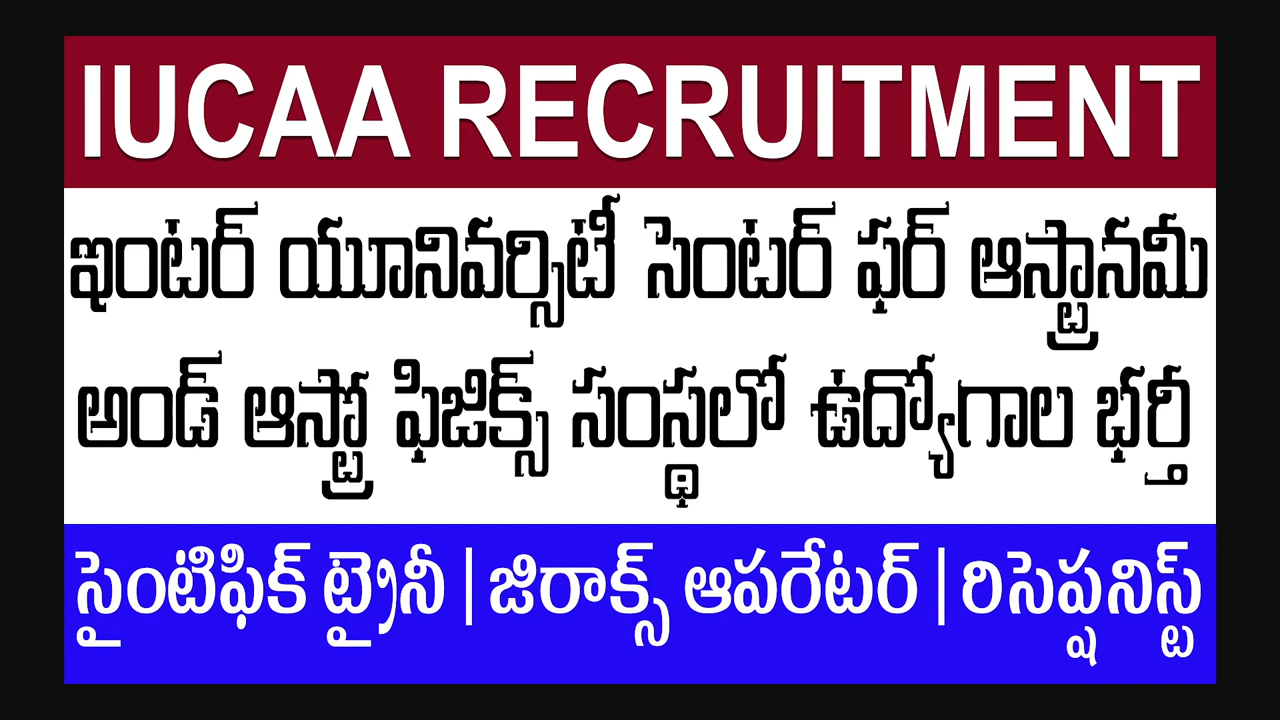 IUCAA RECRUITMENT
ఇంటర్ యూనివర్సిటీ సెంటర్ ఫర్ ఆస్ట్రానమీ
అండ్ ఆస్ట్రో ఫిజిక్స్ సంస్థలో ఉద్యోగాల భర్తీ
సైంటిఫిక్ ట్రైనీ | జిరాక్స్ ఆపరేటర్ | రిసెప్షనిస్ట్